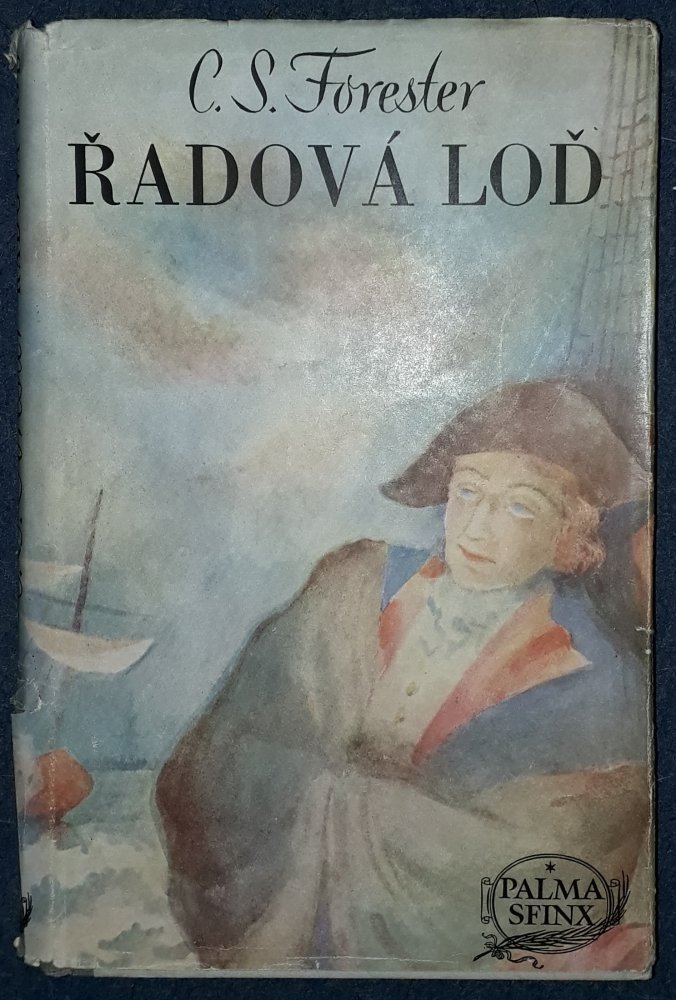 C. S. Forester
ŘADOVÁ LOĎ
PALMA
SFINX